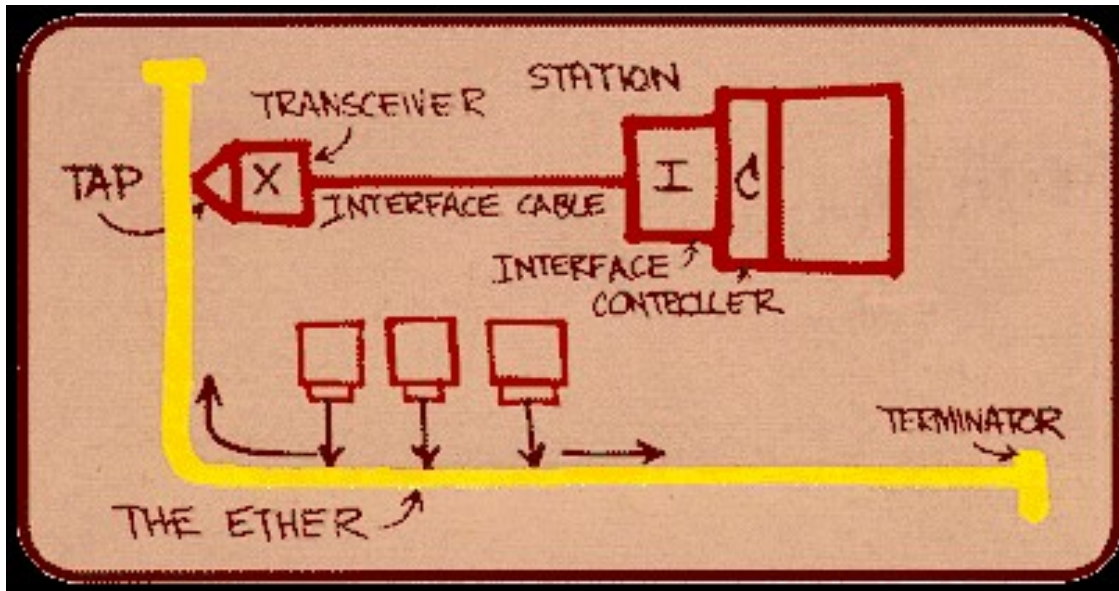 STATION
TRANSCEIVER
TAP
X
I
C
INTERFACE CABLE
INTERFACE
CONTROLLER
TERMINATOR
THE ETHER